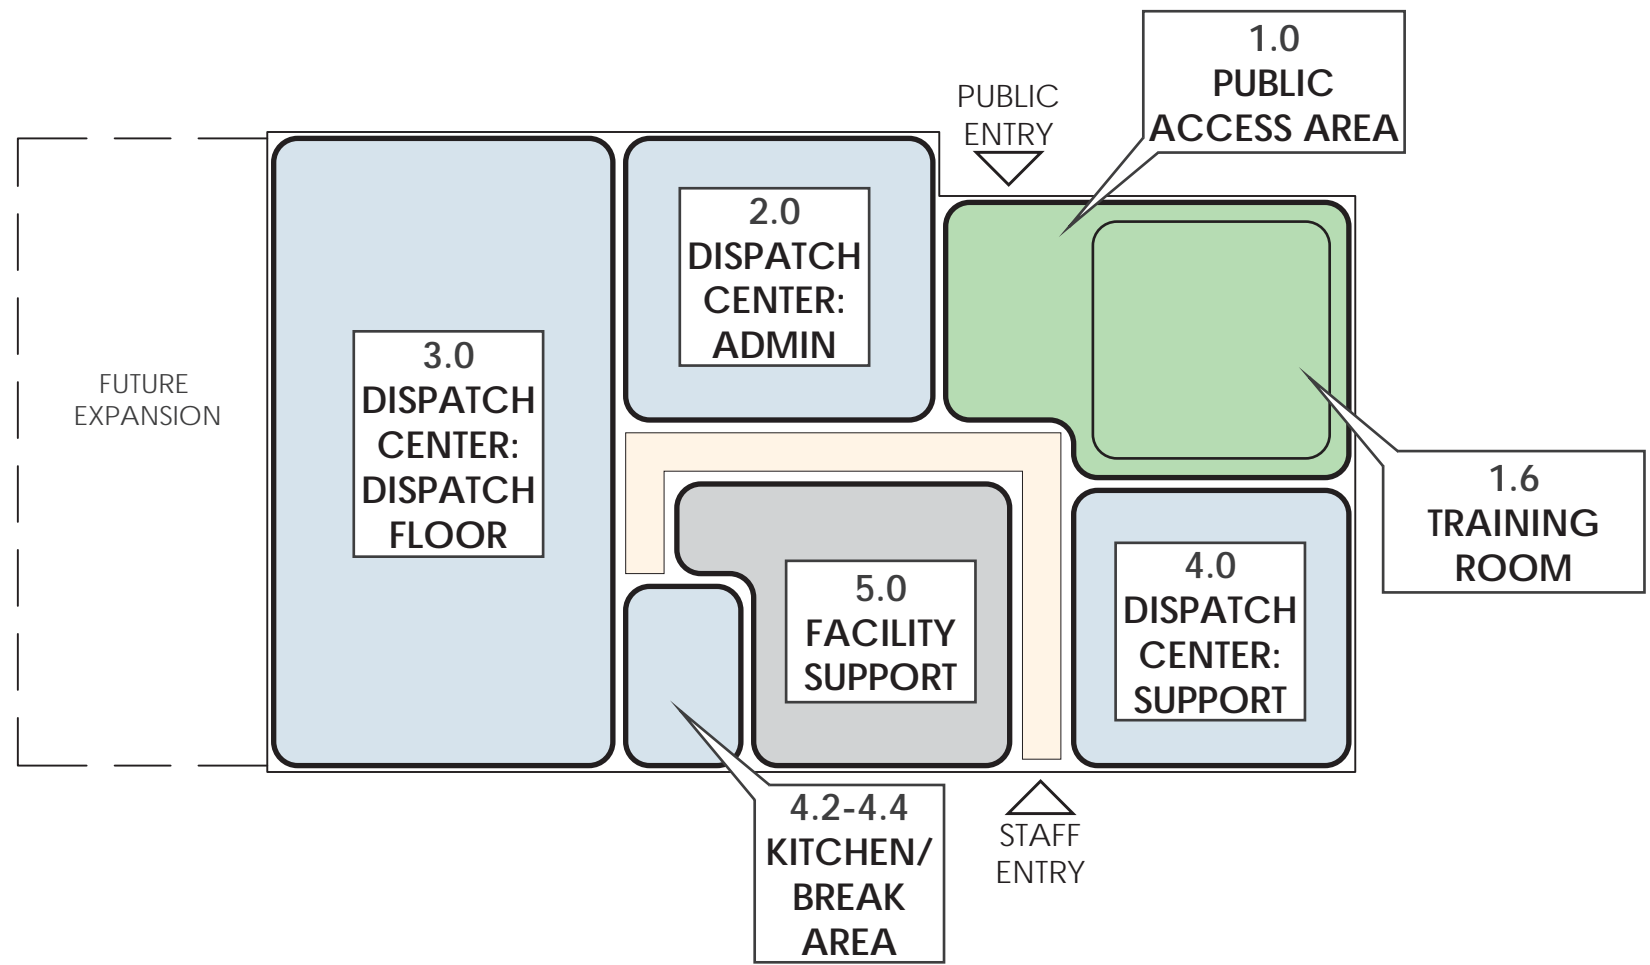 1.0
PUBLIC
ACCESS AREA
PUBLIC
ENTRY
2.0
DISPATCH
CENTER:
ADMIN
3.0
DISPATCH
CENTER:
DISPATCH
FLOOR
FUTURE
EXPANSION
1.6
TRAINING
ROOM
4.0
DISPATCH
CENTER:
SUPPORT
5.0
FACILITY
SUPPORT
4.2-4.4
KITCHEN/
BREAK
AREA
STAFF
ENTRY